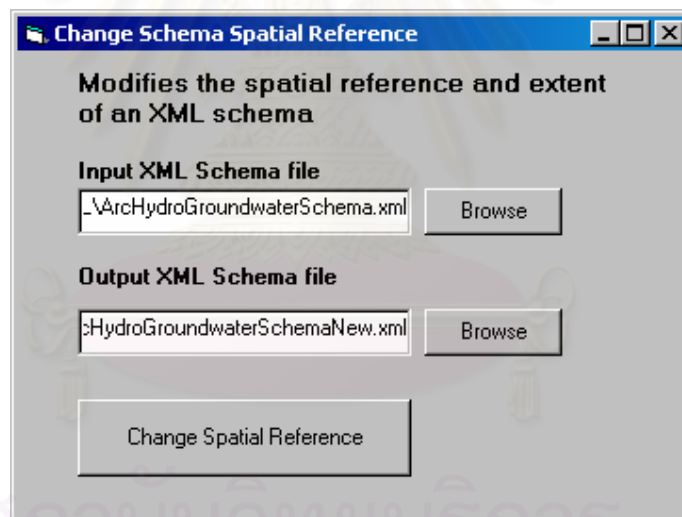 Change Schema Spatial Reference
Modifies the spatial reference and extent
of an XML schema
Input XML Schema file
_\ArcHydroGroundwaterSchema.xml
Browse
Output XML Schema file
cHydroGroundwaterSchemaNew.xml
Browse
Change Spatial Reference